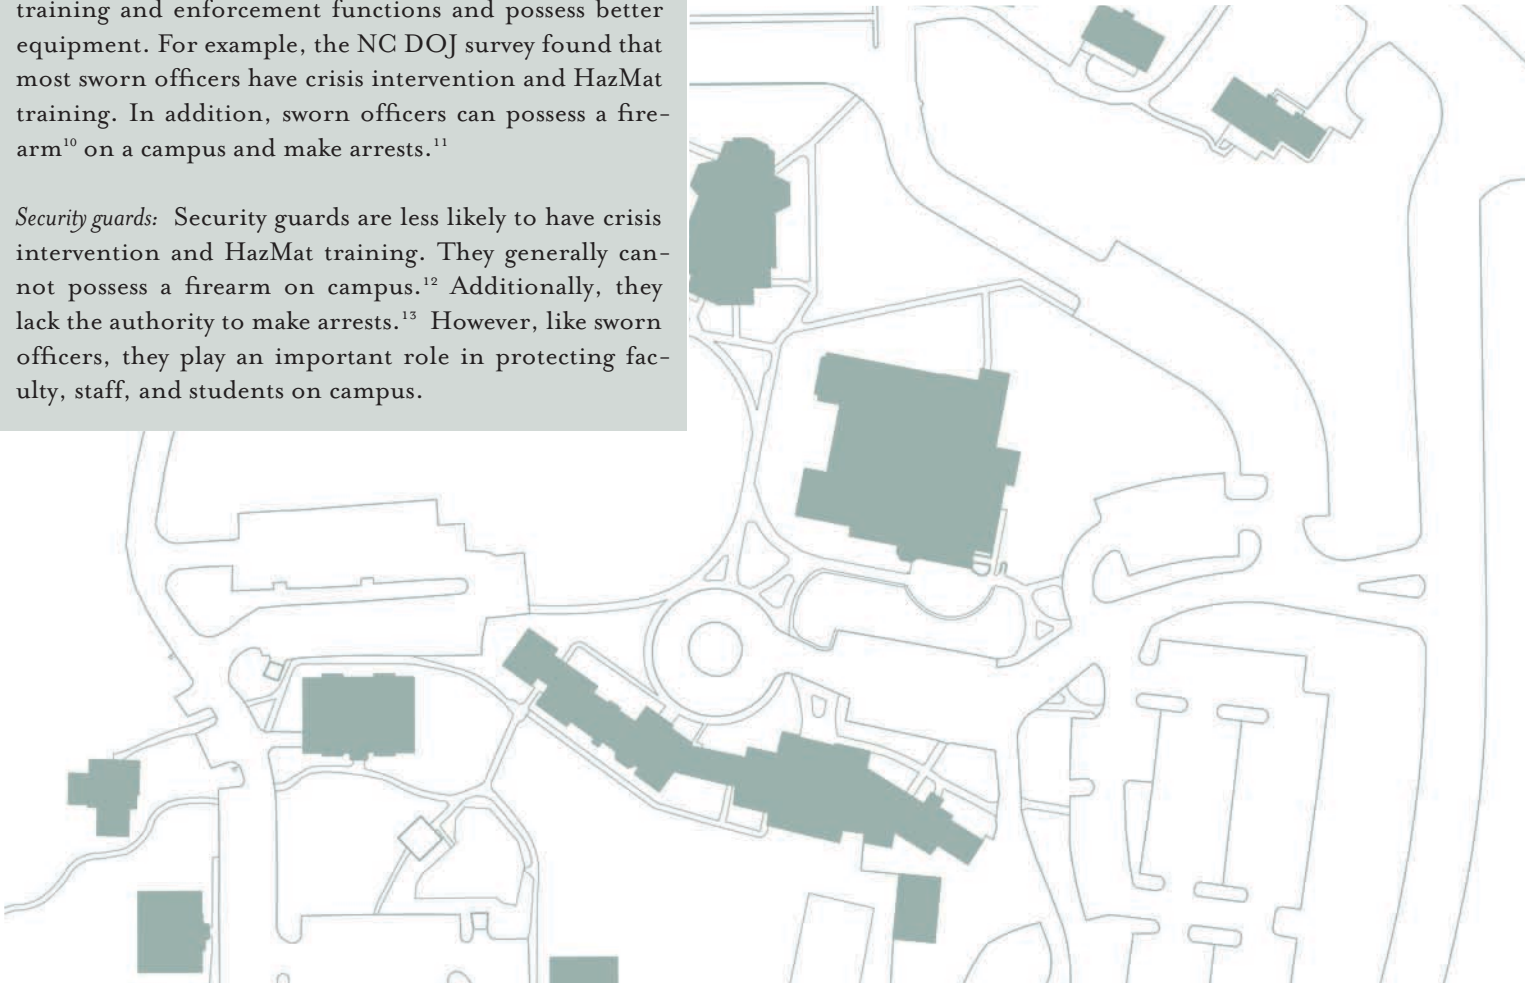 training and enforcement functions and possess better
equipment. For example, the NC DOJ survey found that
most sworn officers have crisis intervention and HazMat
training. In addition, sworn officers can possess a fire-
arm¹⁰ on a campus and make arrests.¹¹
Security guards: Security guards are less likely to have crisis
intervention and HazMat training. They generally can-
not possess a firearm on campus.¹² Additionally, they
lack the authority to make arrests.¹³ However, like sworn
officers, they play an important role in protecting fac-
ulty, staff, and students on campus.